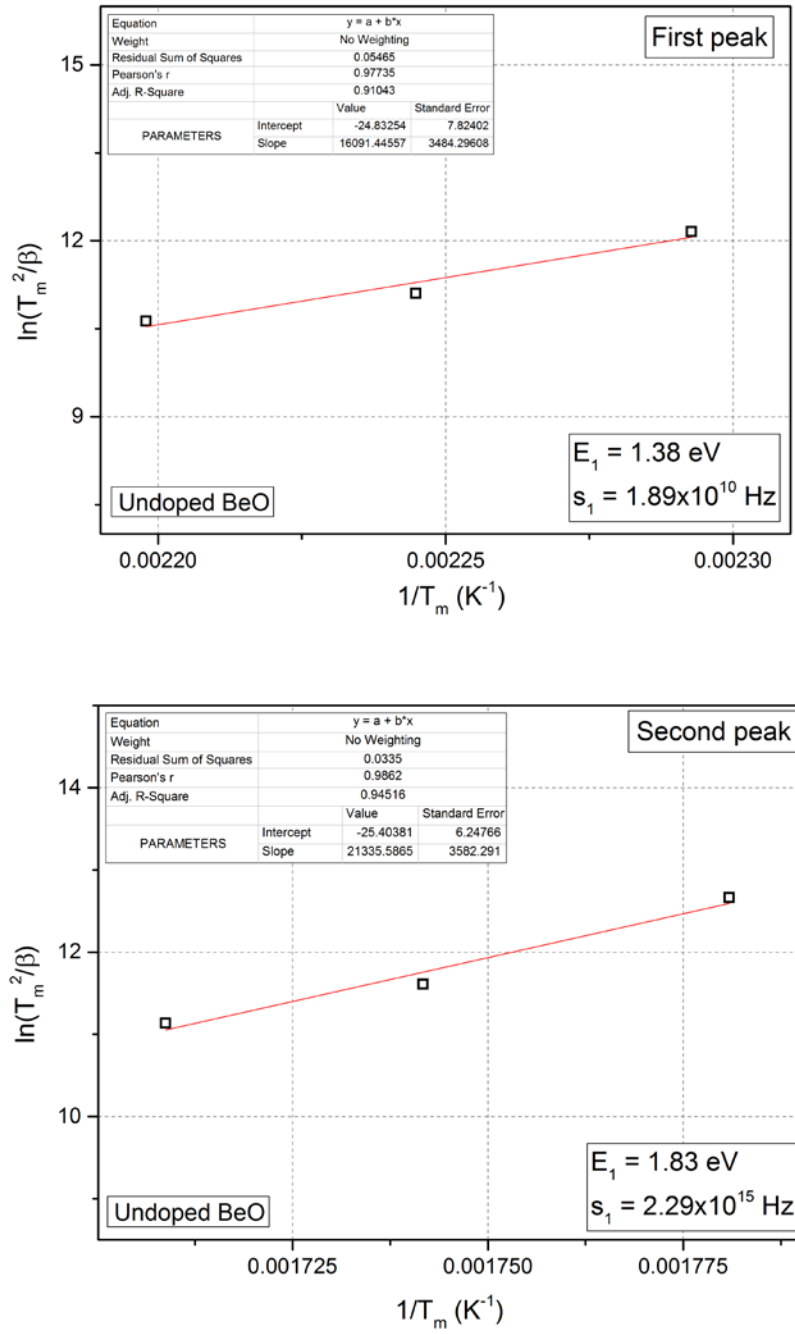 Equation y = a + b*x
Weight No Weighting
Residual Sum of Squares 0.05465
Pearson's r 0.97735
Adj. R-Square 0.91043
Value Standard Error
PARAMETERS Intercept -24.83254 7.82402
Slope 16091.44557 3484.29608
First peak
15
12
9
ln(Tₘ²/β)
E₁ = 1.38 eV
s₁ = 1.89x10¹⁰ Hz
Undoped BeO
0.00220 0.00225 0.00230
1/Tₘ (K⁻¹)
Equation y = a + b*x
Weight No Weighting
Residual Sum of Squares 0.0335
Pearson's r 0.9862
Adj. R-Square 0.94516
Value Standard Error
PARAMETERS Intercept -25.40381 6.24766
Slope 21335.5865 3582.291
Second peak
14
12
10
ln(Tₘ²/β)
E₁ = 1.83 eV
s₁ = 2.29x10¹⁵ Hz
Undoped BeO
0.001725 0.001750 0.001775
1/Tₘ (K⁻¹)